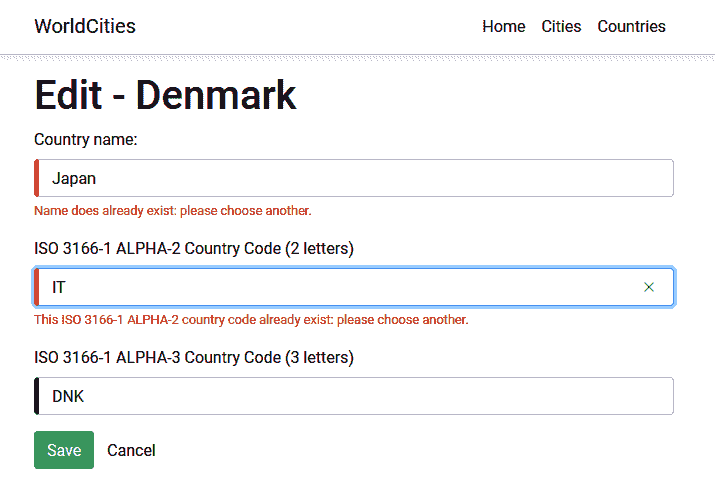 WorldCities Home Cities Countries
Edit - Denmark
Country name:
Japan
Name does already exist: please choose another.
ISO 3166-1 ALPHA-2 Country Code (2 letters)
IT
This ISO 3166-1 ALPHA-2 country code already exist: please choose another.
ISO 3166-1 ALPHA-3 Country Code (3 letters)
DNK
Save Cancel